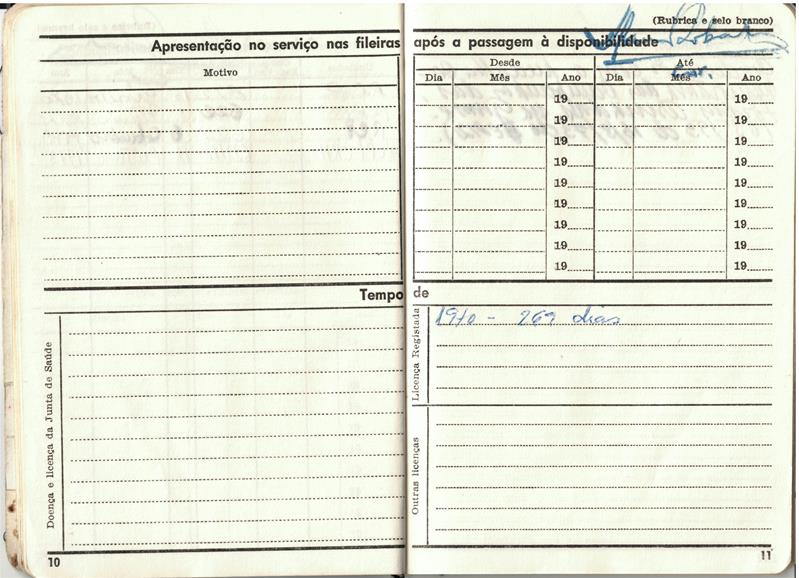 (Rubrica e selo branco)
Apresentação no serviço nas fileiras após a passagem à disponibilidade
Motivo
Desde Até
Dia Mês Ano Dia Mês Ano
19 19
19 19
19 19
19 19
19 19
19 19
19 19
19 19
19 19
Tempo de
Doença e licença da Junta de Saúde
Licença Registada
1970 - 269 dias
Outras licenças
10
11